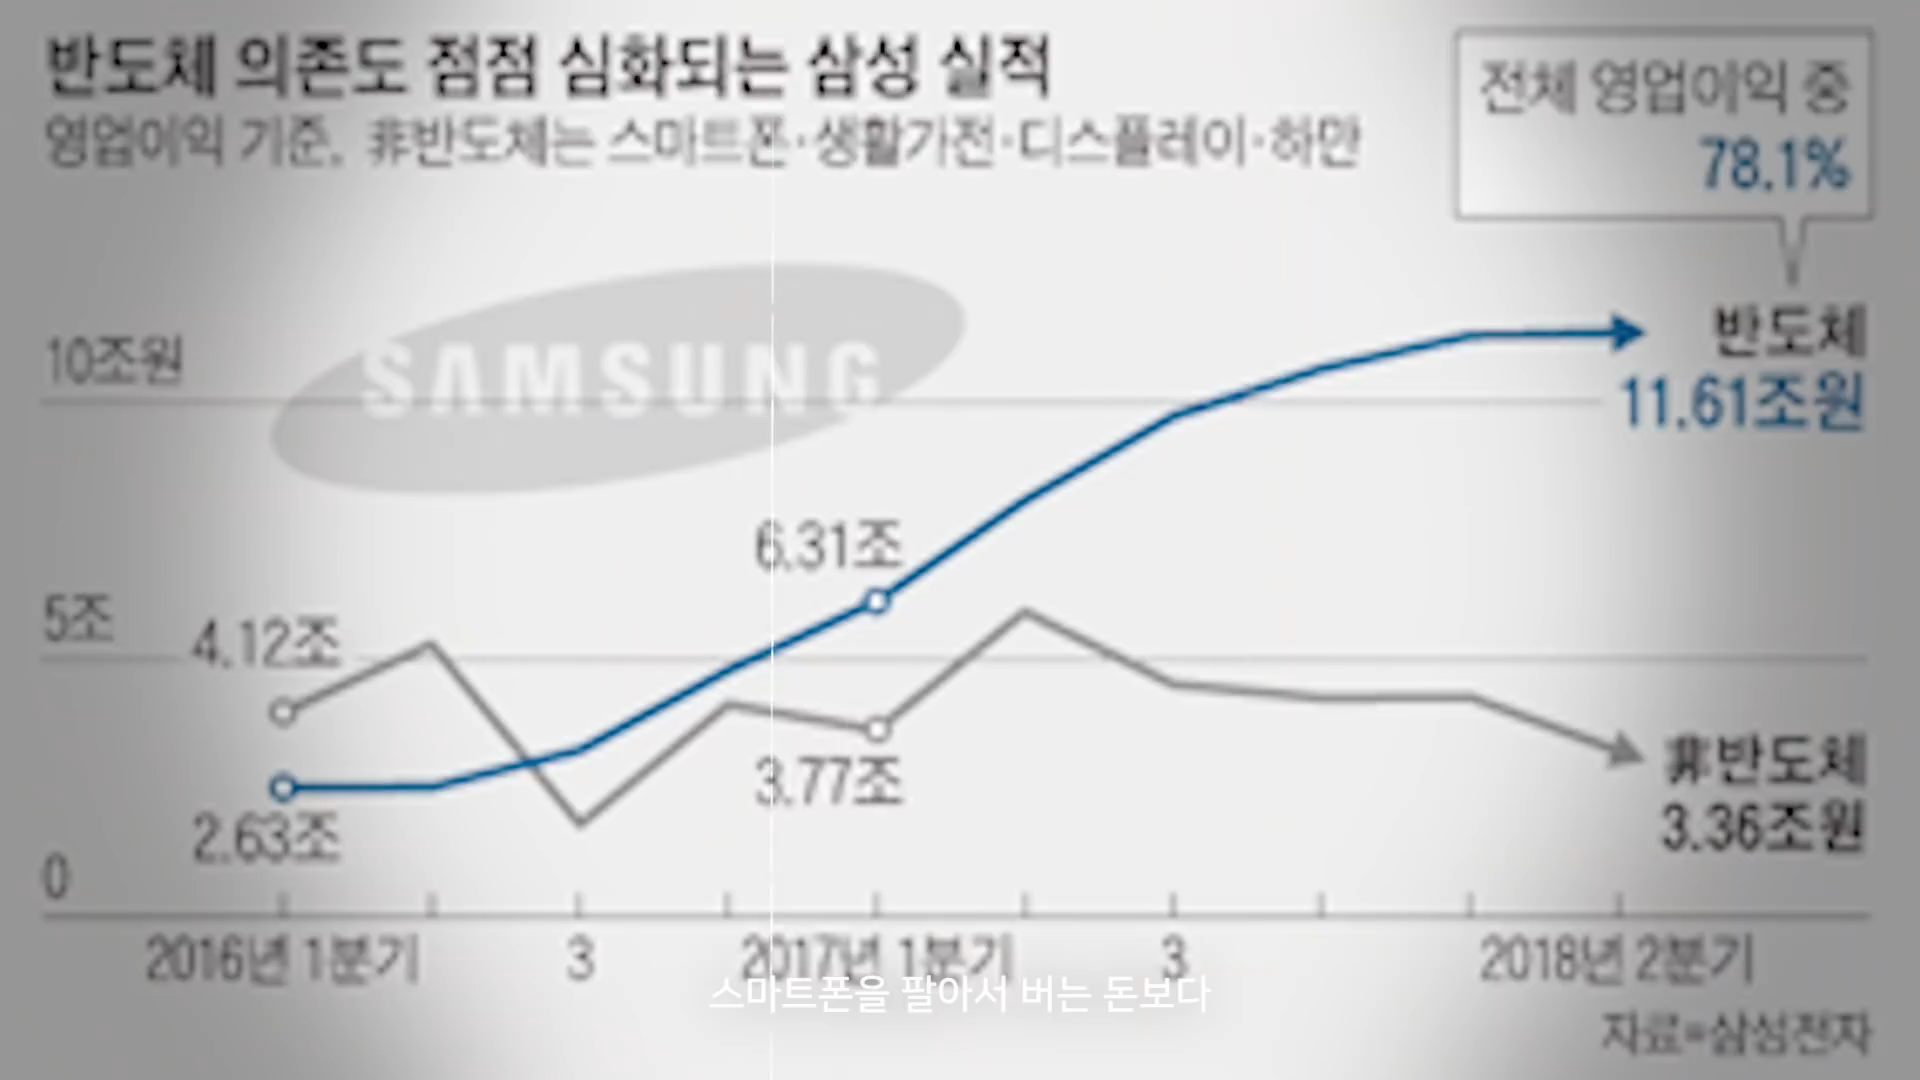 반도체 의존도 점점 심화되는 삼성 실적
영업이익 기준, 非반도체는 스마트폰·생활가전·디스플레이·하만
전체 영업이익 중
78.1%
SAMSUNG
10조원
반도체
11.61조원
6.31조
5조
4.12조
3.77조
非반도체
3.36조원
2.63조
0
2016년 1분기
3
2017년 1분기
3
2018년 2분기
스마트폰을 팔아서 버는 돈보다
자료=삼성전자